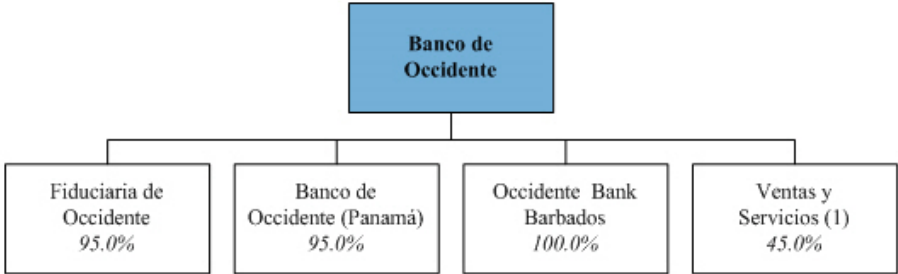 Banco de
Occidente
Fiduciaria de
Occidente
95.0%
Banco de
Occidente (Panamá)
95.0%
Occidente Bank
Barbados
100.0%
Ventas y
Servicios (1)
45.0%